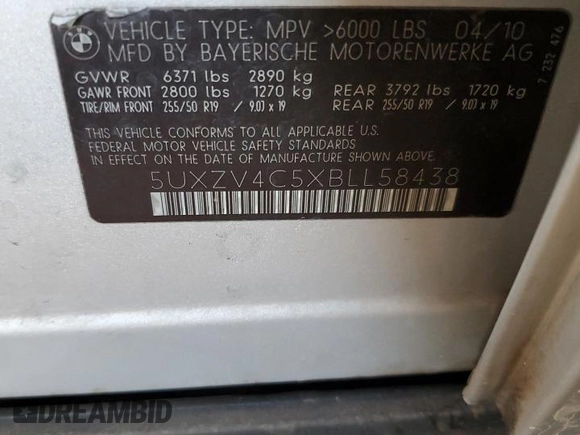 VEHICLE TYPE: MPV >6000 LBS 04/10
MFD BY BAYERISCHE MOTORENWERKE AG
GVWR 6371 lbs 2890 kg
GAWR FRONT 2800 lbs 1270 kg REAR 3792 lbs 1720 kg
TIRE/RIM FRONT 255/50 R19 / 9.0J x 19 REAR 255/50 R19 / 9.0J x 19
THIS VEHICLE CONFORMS TO ALL APPLICABLE U.S.
FEDERAL MOTOR VEHICLE SAFETY STANDARDS
IN EFFECT ON THE DATE OF MANUFACTURE SHOWN ABOVE.
5UXZV4C5XBLL58438
7 232 476
DREAMBID